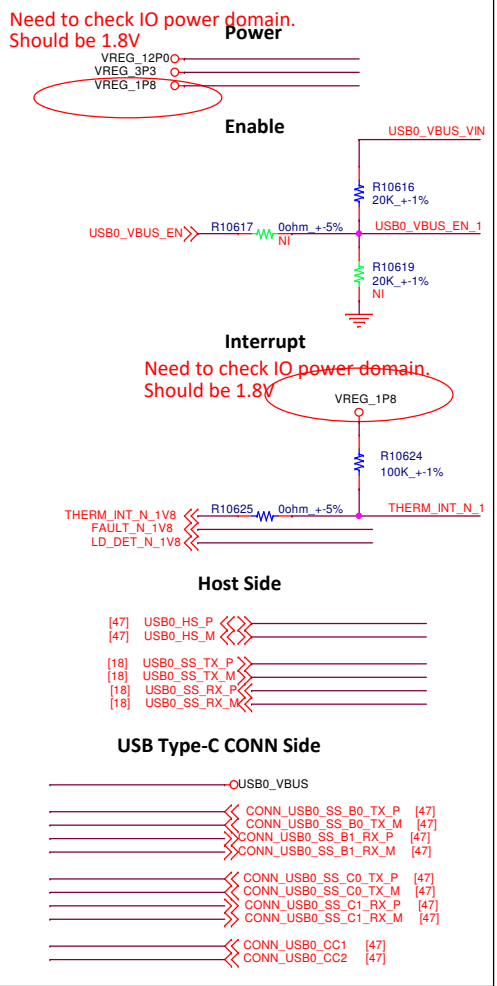 Need to check IO power domain.
Should be 1.8V
Power
VREG_12P0
VREG_3P3
VREG_1P8
Enable
USB0_VBUS_VIN
R10616
20K_+-1%
USB0_VBUS_EN R10617 0ohm_+-5% USB0_VBUS_EN_1
NI
R10619
20K_+-1%
NI
Interrupt
Need to check IO power domain.
Should be 1.8V
VREG_1P8
R10624
100K_+-1%
THERM_INT_N_1V8 R10625 0ohm_+-5% THERM_INT_N_1
FAULT_N_1V8
LD_DET_N_1V8
Host Side
[47] USB0_HS_P
[47] USB0_HS_M
[18] USB0_SS_TX_P
[18] USB0_SS_TX_M
[18] USB0_SS_RX_P
[18] USB0_SS_RX_M
USB Type-C CONN Side
USB0_VBUS
CONN_USB0_SS_B0_TX_P [47]
CONN_USB0_SS_B0_TX_M [47]
CONN_USB0_SS_B1_RX_P [47]
CONN_USB0_SS_B1_RX_M [47]
CONN_USB0_SS_C0_TX_P [47]
CONN_USB0_SS_C0_TX_M [47]
CONN_USB0_SS_C1_RX_P [47]
CONN_USB0_SS_C1_RX_M [47]
CONN_USB0_CC1 [47]
CONN_USB0_CC2 [47]